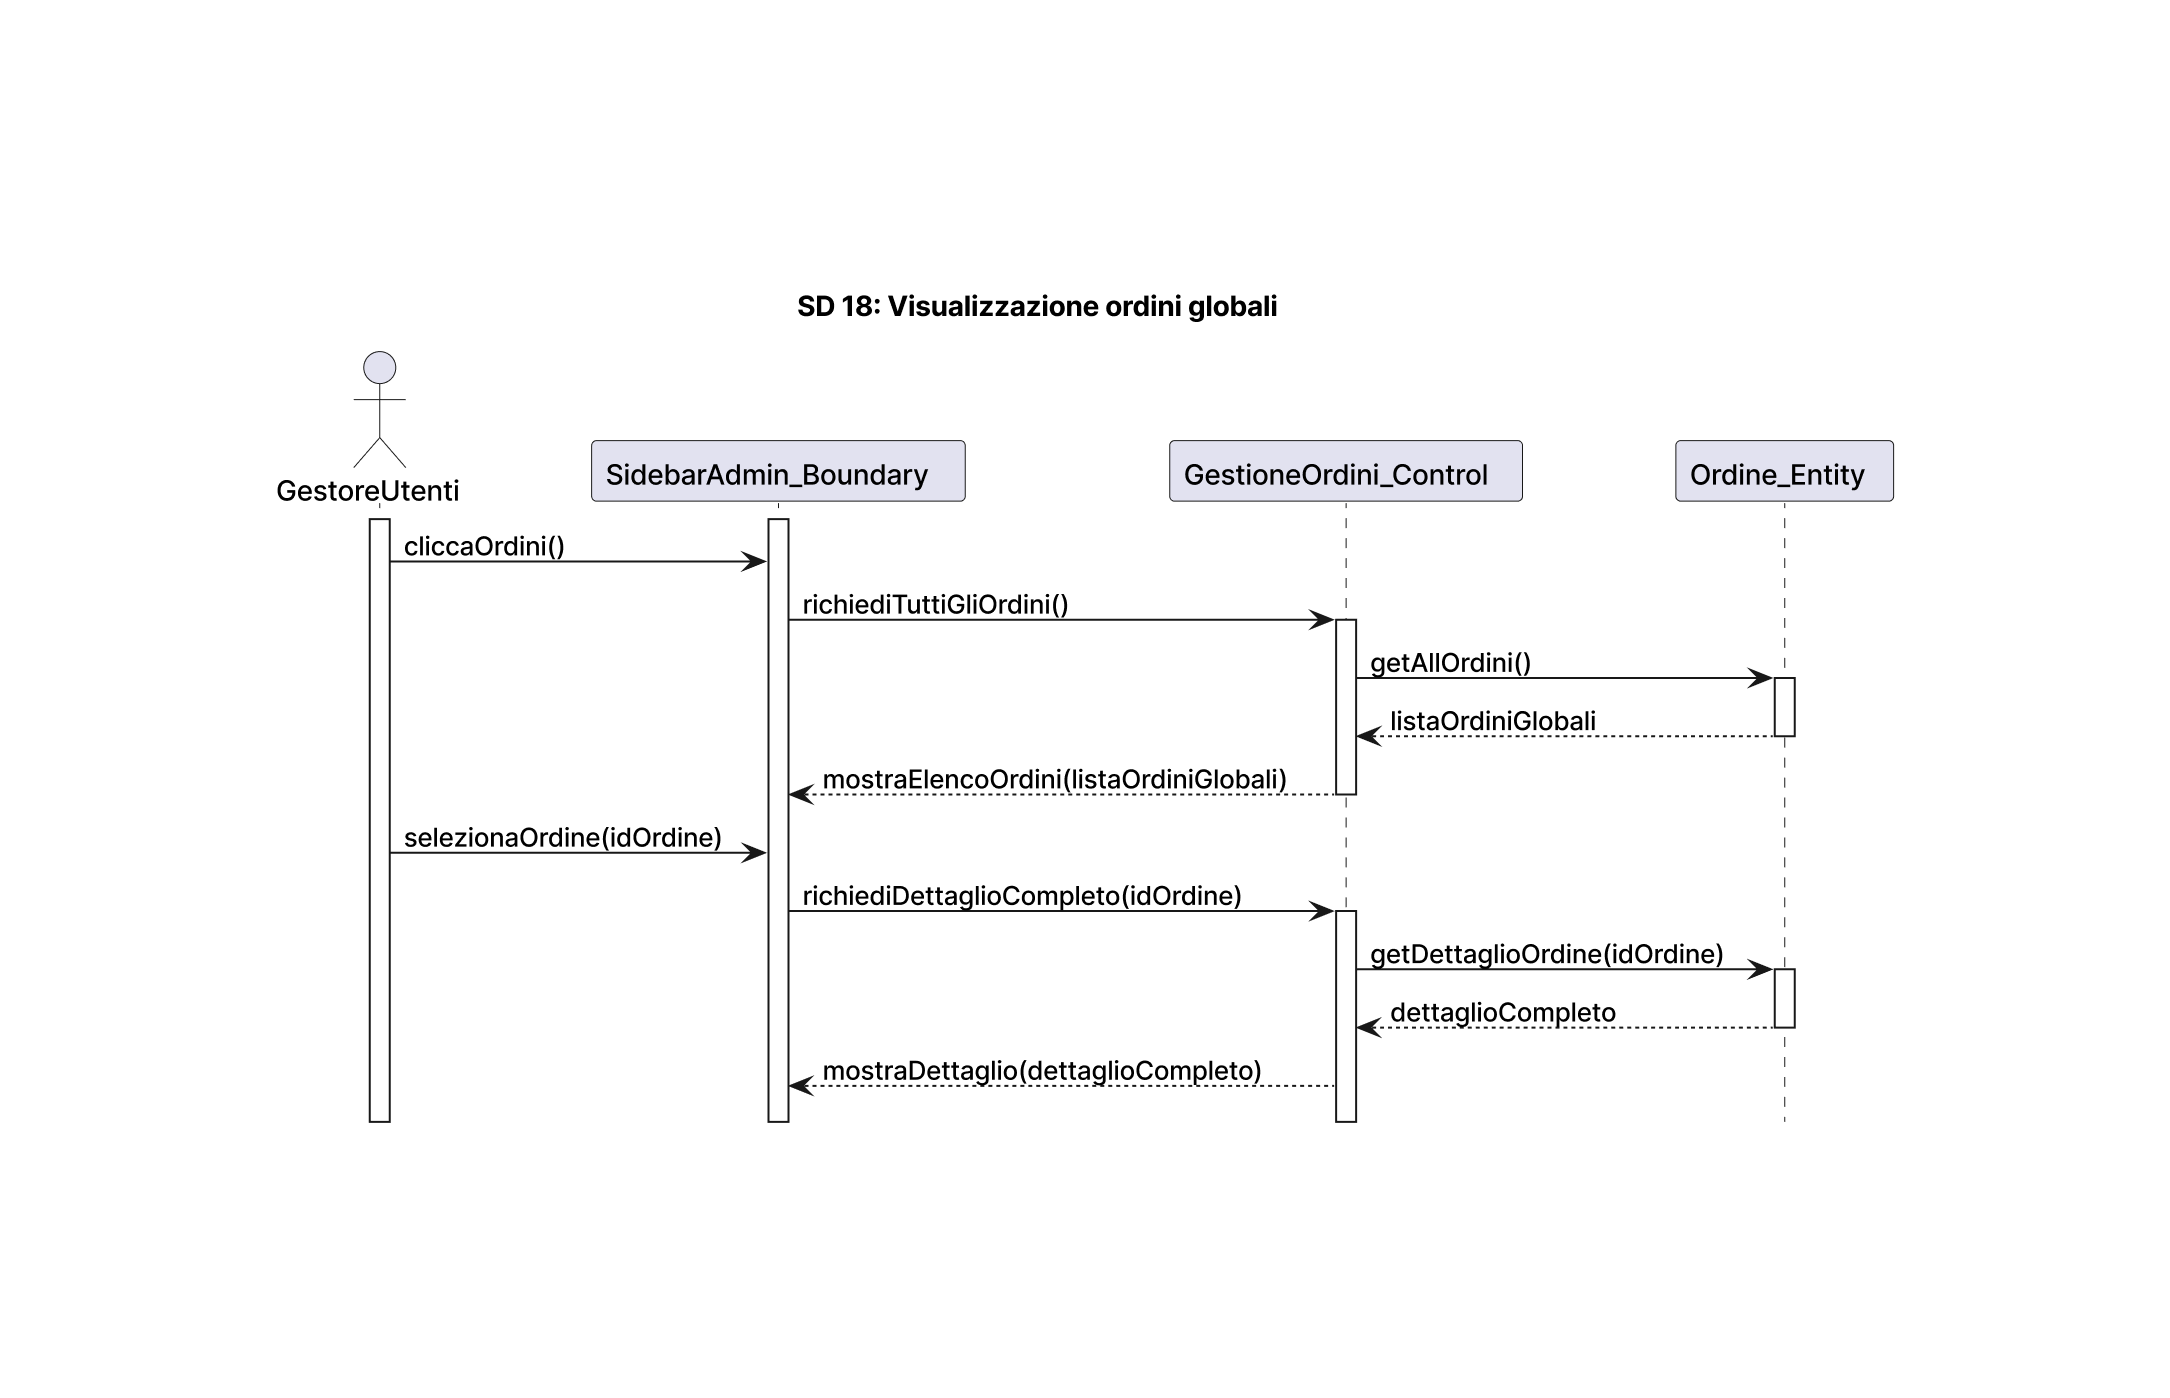 SD 18: Visualizzazione ordini globali
GestoreUtenti
SidebarAdmin_Boundary
GestioneOrdini_Control
Ordine_Entity
cliccaOrdini()
richiediTuttiGliOrdini()
getAllOrdini()
listaOrdiniGlobali
mostraElencoOrdini(listaOrdiniGlobali)
selezionaOrdine(idOrdine)
richiediDettaglioCompleto(idOrdine)
getDettaglioOrdine(idOrdine)
dettaglioCompleto
mostraDettaglio(dettaglioCompleto)